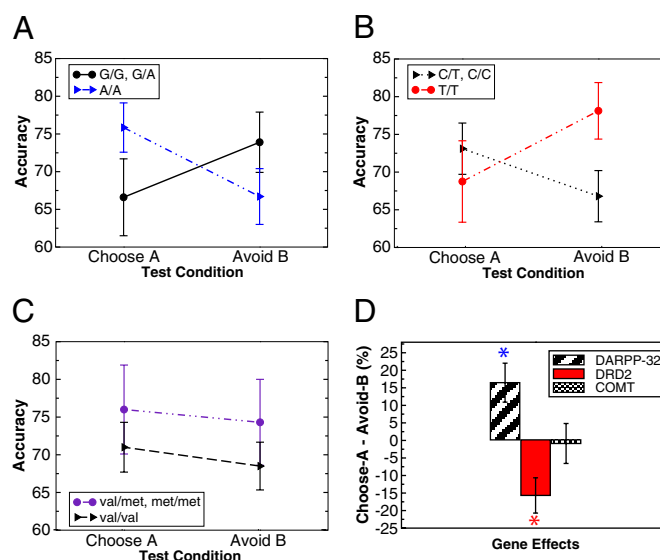 A
85
80
75
70
65
60
Accuracy
G/G, G/A
A/A
Choose A
Avoid B
Test Condition
B
85
80
75
70
65
60
Accuracy
C/T, C/C
T/T
Choose A
Avoid B
Test Condition
C
85
80
75
70
65
60
Accuracy
val/met, met/met
val/val
Choose A
Avoid B
Test Condition
D
25
20
15
10
5
0
-5
-10
-15
-20
-25
Choose-A - Avoid-B (%)
*
*
DARPP-32
DRD2
COMT
Gene Effects